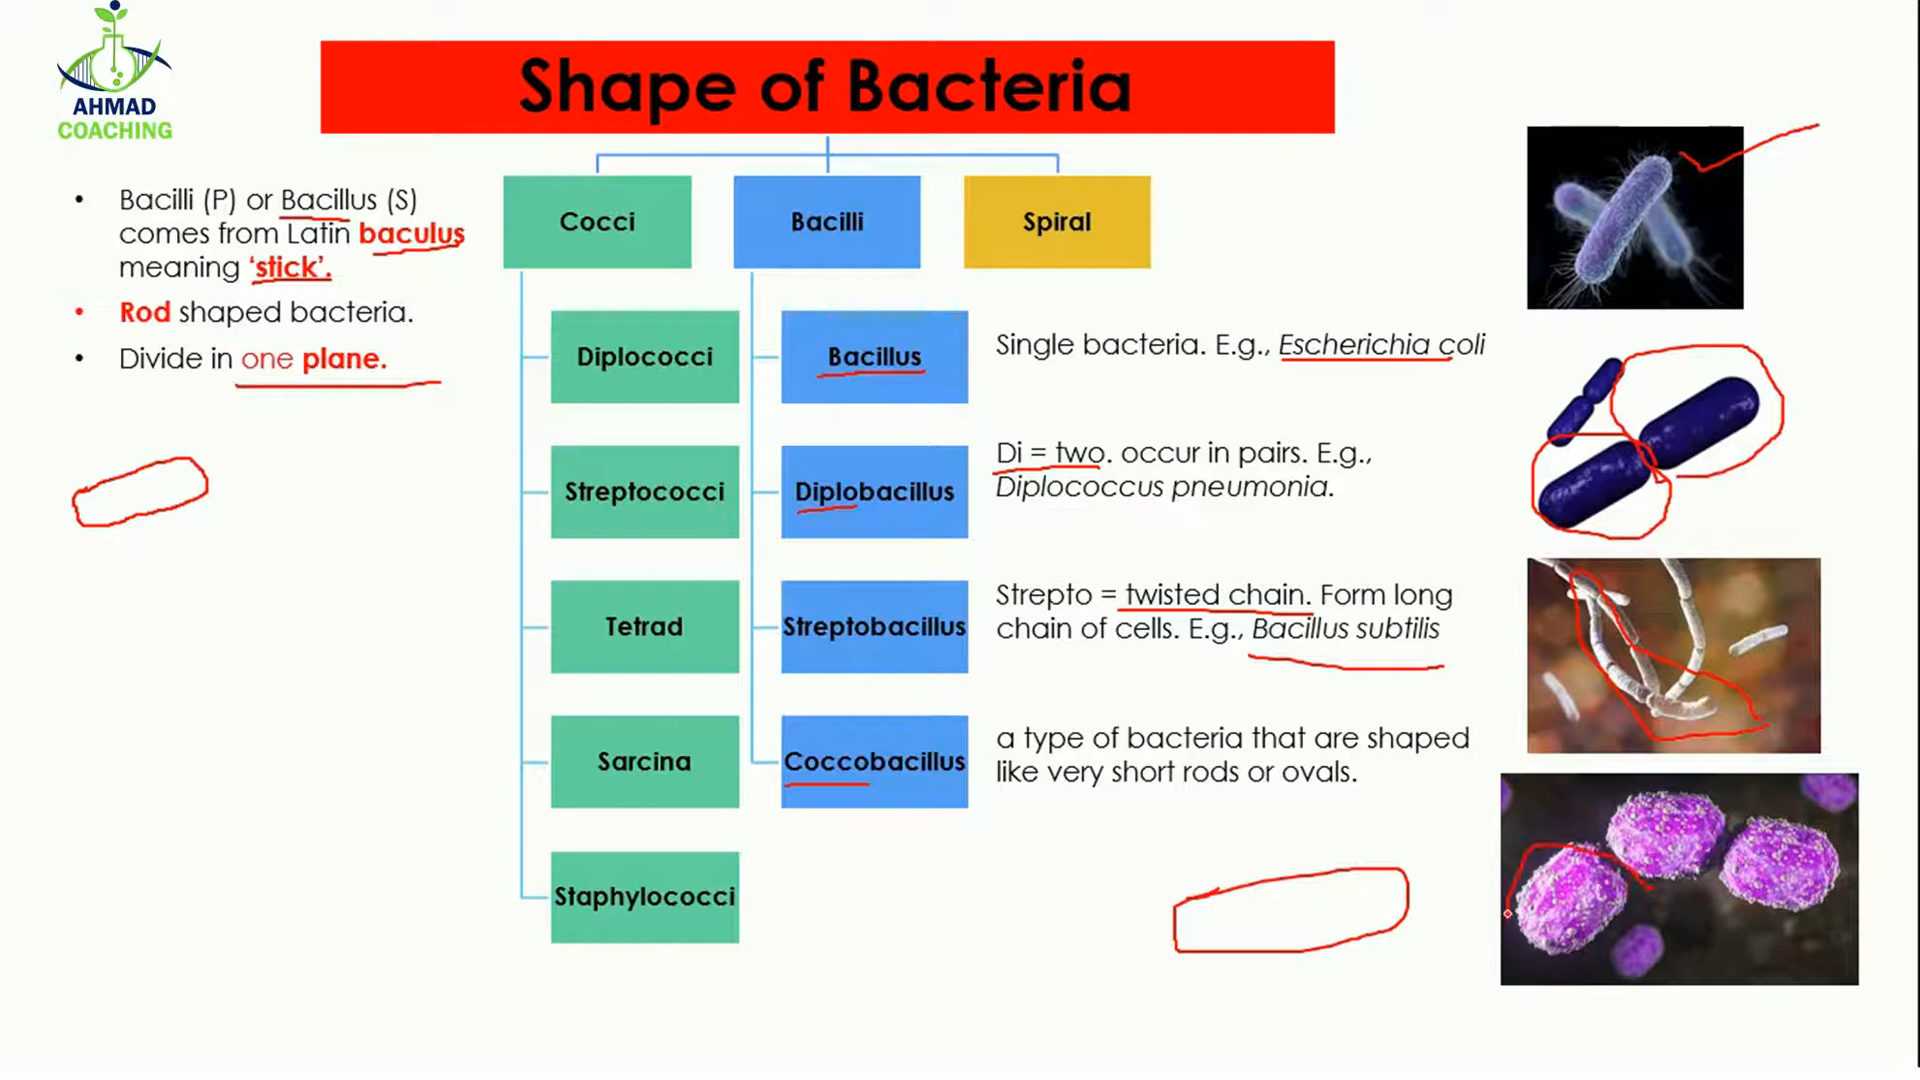 AHMAD
COACHING
Shape of Bacteria
• Bacilli (P) or Bacillus (S)
comes from Latin baculus
meaning ‘stick’.
• Rod shaped bacteria.
• Divide in one plane.
Cocci
Bacilli
Spiral
Diplococci
Streptococci
Tetrad
Sarcina
Staphylococci
Bacillus
Single bacteria. E.g., Escherichia coli
Diplobacillus
Di = two. occur in pairs. E.g.,
Diplococcus pneumonia.
Streptobacillus
Strepto = twisted chain. Form long
chain of cells. E.g., Bacillus subtilis
Coccobacillus
a type of bacteria that are shaped
like very short rods or ovals.